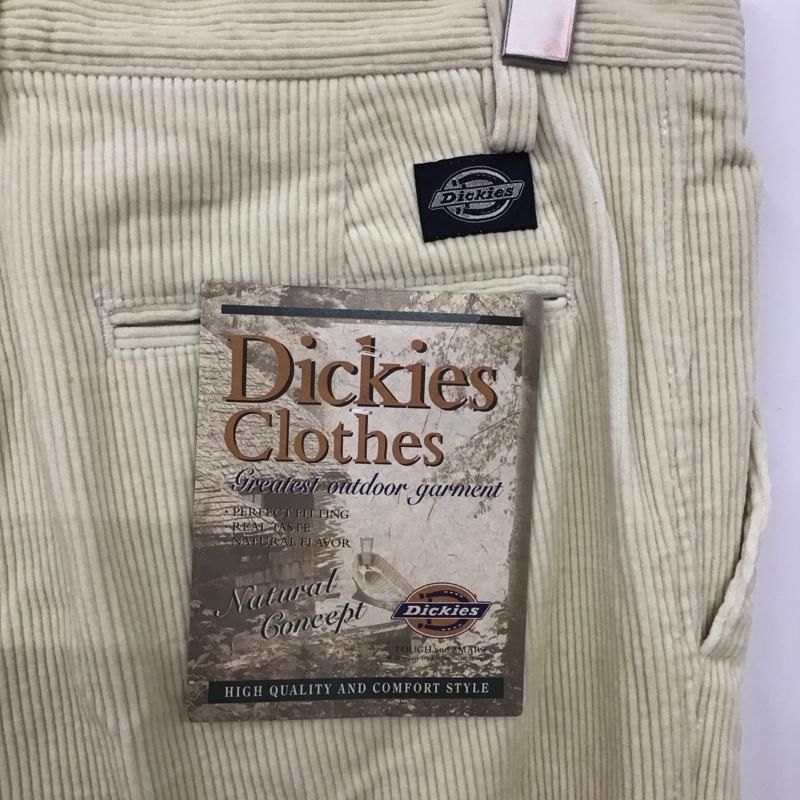 Dickies
Dickies
Clothes
Greatest outdoor garment
• PERFECT FITTING
REAL TASTE
NATURAL FLAVOR
Natural
Concept
Dickies
TOUGH and SMART
HIGH QUALITY AND COMFORT STYLE